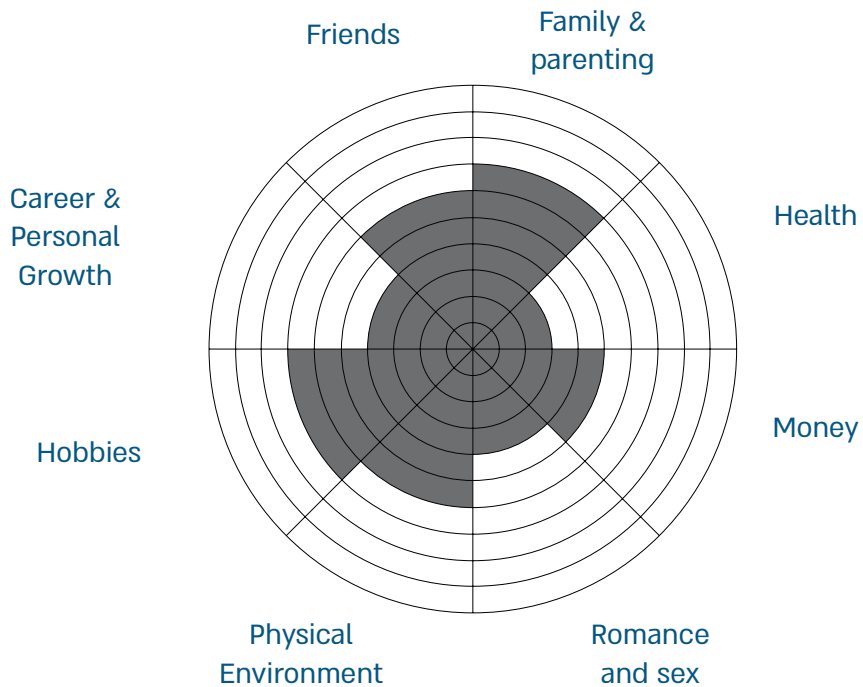 Friends
Family &
parenting
Career &
Personal
Growth
Health
Hobbies
Money
Physical
Environment
Romance
and sex